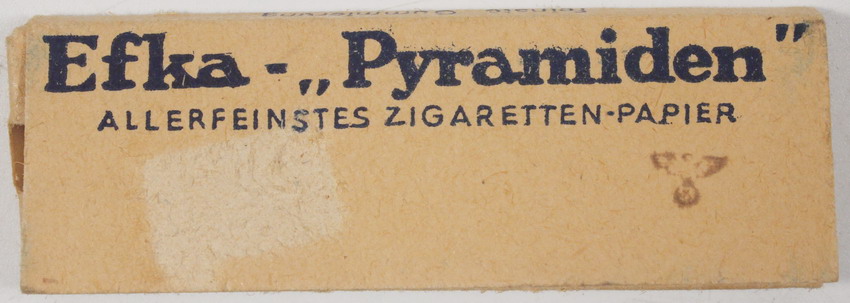 Efka - „Pyramiden”
ALLERFEINSTES ZIGARETTEN-PAPIER